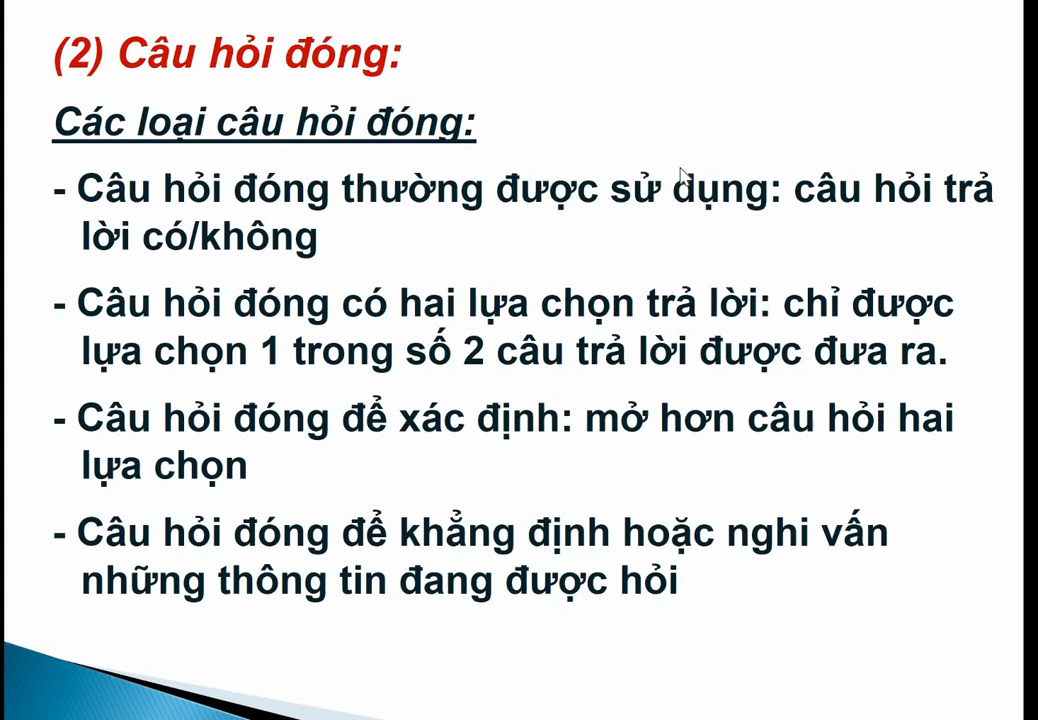 (2) Câu hỏi đóng:
Các loại câu hỏi đóng:
- Câu hỏi đóng thường được sử dụng: câu hỏi trả
lời có/không
- Câu hỏi đóng có hai lựa chọn trả lời: chỉ được
lựa chọn 1 trong số 2 câu trả lời được đưa ra.
- Câu hỏi đóng để xác định: mở hơn câu hỏi hai
lựa chọn
- Câu hỏi đóng để khẳng định hoặc nghi vấn
những thông tin đang được hỏi